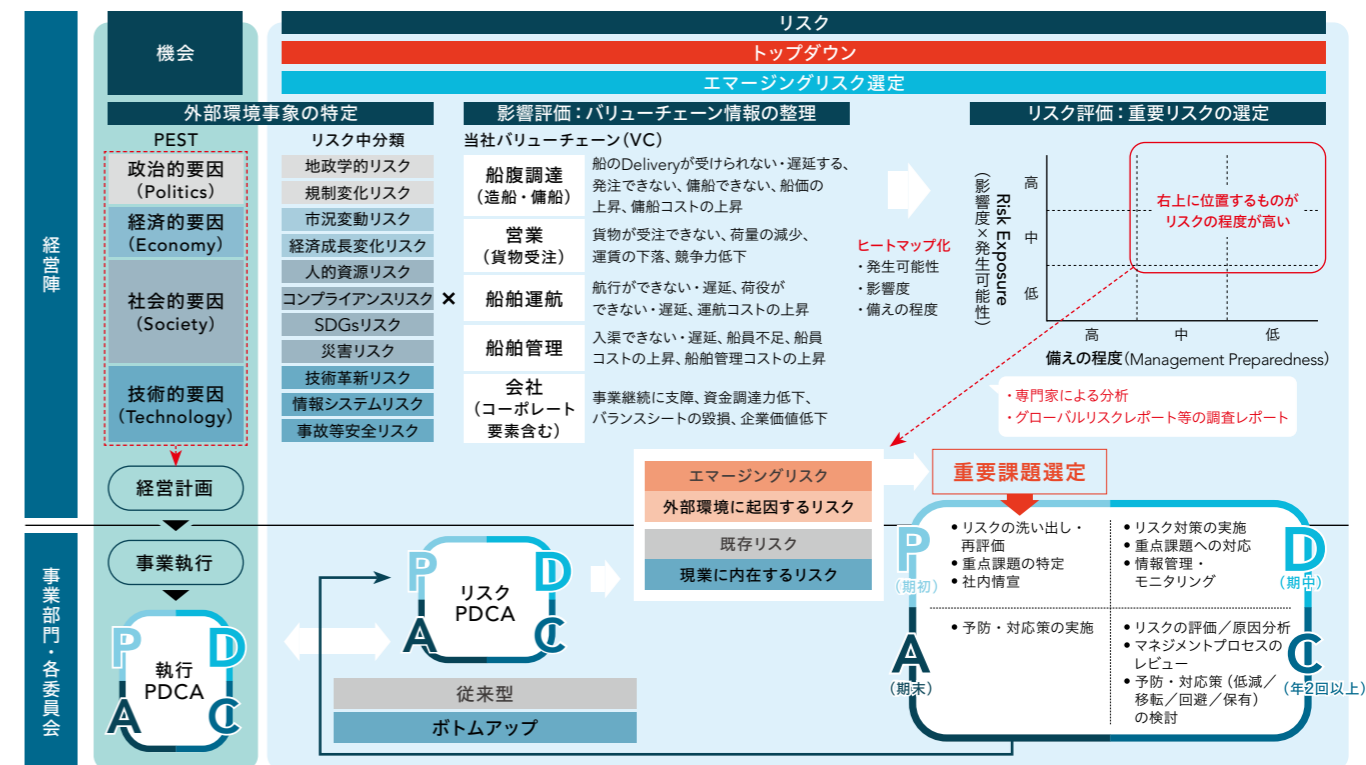 機会
リスク
トップダウン
エマージングリスク選定
経営陣
外部環境事象の特定
影響評価：バリューチェーン情報の整理
リスク評価：重要リスクの選定
PEST
政治的要因
（Politics）
経済的要因
（Economy）
社会的要因
（Society）
技術的要因
（Technology）
リスク中分類
地政学的リスク
規制変化リスク
市況変動リスク
経済成長変化リスク
人的資源リスク
コンプライアンスリスク
SDGsリスク
災害リスク
技術革新リスク
情報システムリスク
事故等安全リスク
×
当社バリューチェーン（VC）
船腹調達
（造船・傭船）
船のDeliveryが受けられない・遅延する、
発注できない、傭船できない、船価の
上昇、傭船コストの上昇
営業
（貨物受注）
貨物が受注できない、荷量の減少、
運賃の下落、競争力低下
船舶運航
航行ができない・遅延、荷役が
できない・遅延、運航コストの上昇
船舶管理
入渠できない・遅延、船員不足、船員
コストの上昇、船舶管理コストの上昇
会社
（コーポレート
要素含む）
事業継続に支障、資金調達力低下、
バランスシートの毀損、企業価値低下
ヒートマップ化
・発生可能性
・影響度
・備えの程度
Risk Exposure
（影響度×発生可能性）
高
中
低
右上に位置するものが
リスクの程度が高い
高
中
低
備えの程度（Management Preparedness）
・専門家による分析
・グローバルリスクレポート等の調査レポート
経営計画
エマージングリスク
外部環境に起因するリスク
既存リスク
現業に内在するリスク
重要課題選定
事業部門・各委員会
事業執行
P
D
執行
PDCA
A
C
P
D
リスク
PDCA
A
C
従来型
ボトムアップ
P
（期初）
• リスクの洗い出し・
再評価
• 重点課題の特定
• 社内情宣
• リスク対策の実施
• 重点課題への対応
• 情報管理・
モニタリング
D
（期中）
A
（期末）
• 予防・対応策の実施
• リスクの評価／原因分析
• マネジメントプロセスの
レビュー
• 予防・対応策（低減／
移転／回避／保有）
の検討
C
（年2回以上）